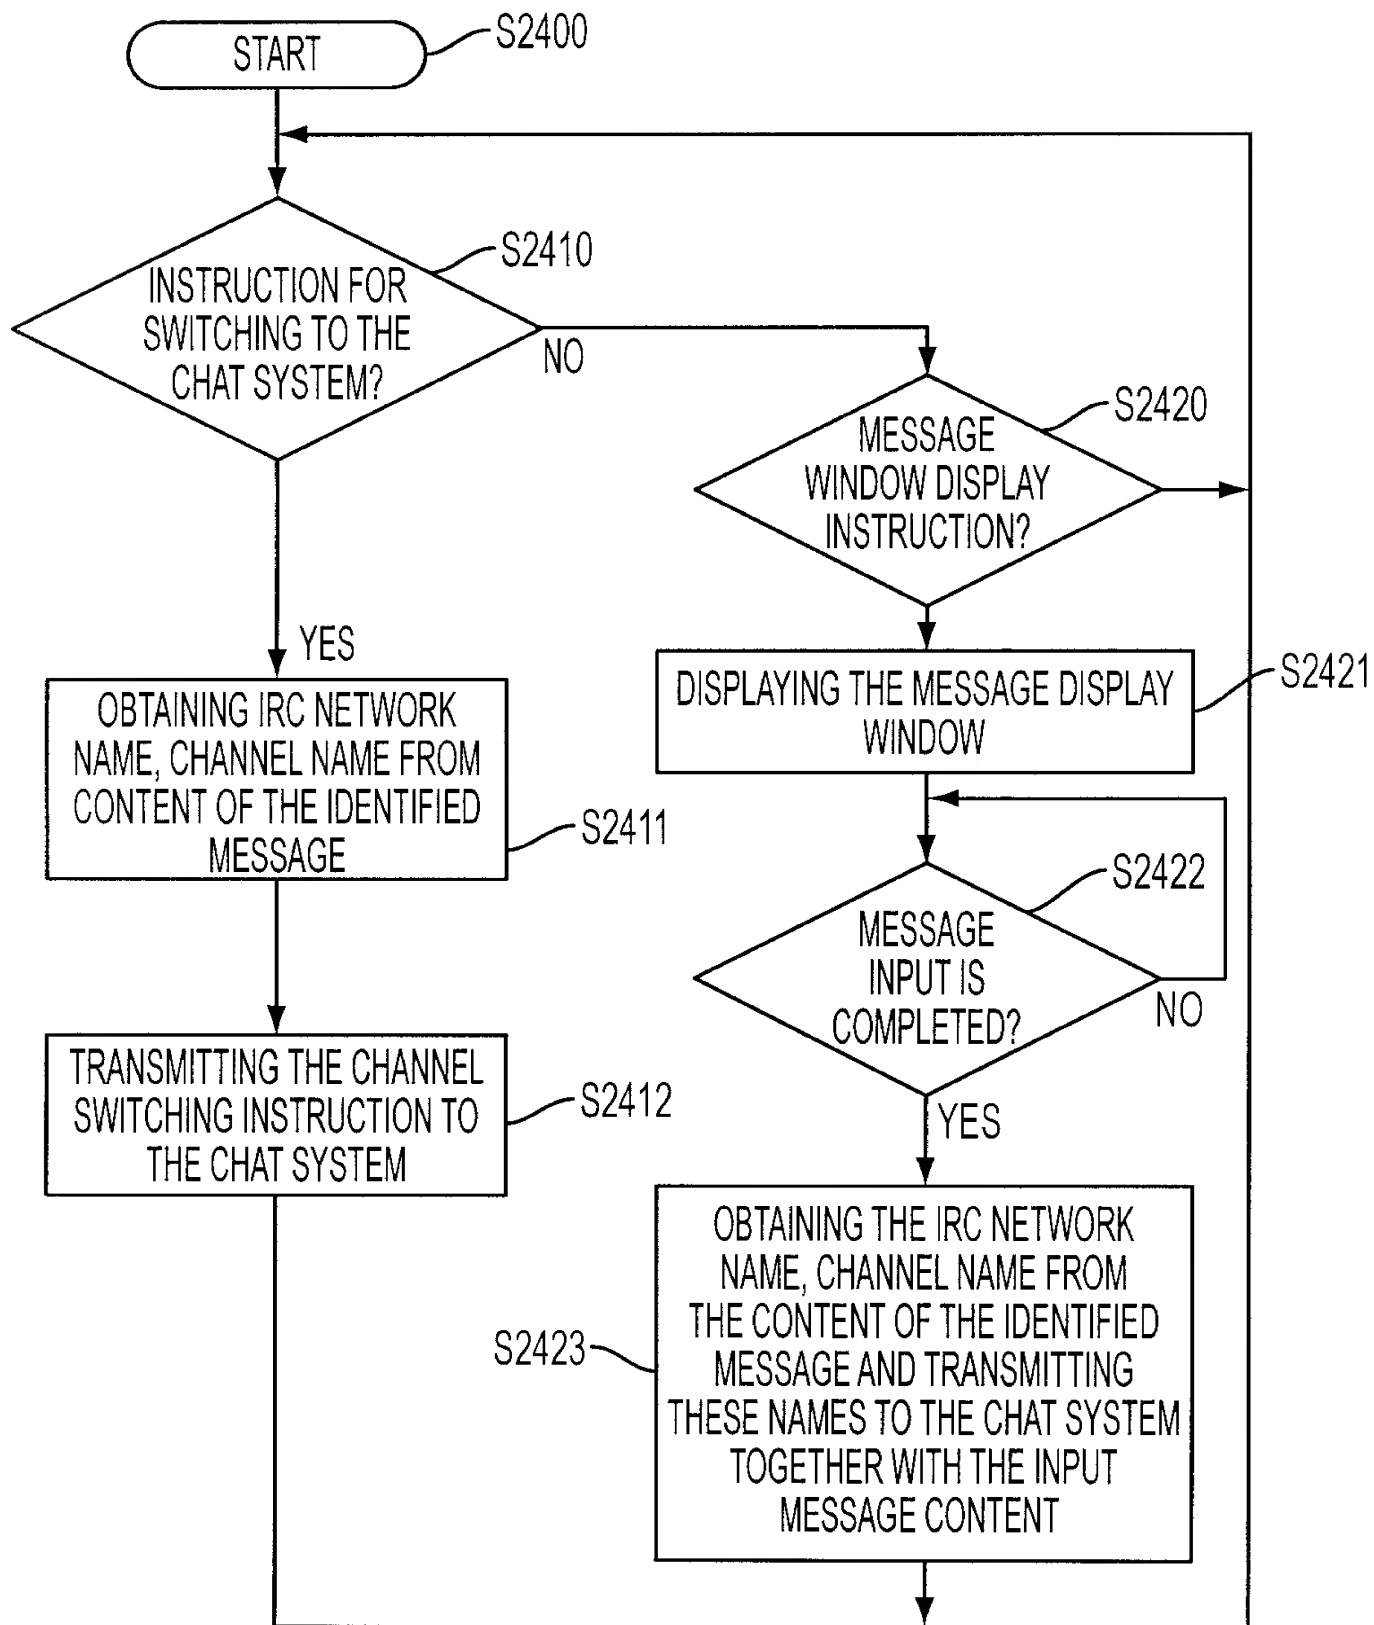 START
S2400
S2410
INSTRUCTION FOR
SWITCHING TO THE
CHAT SYSTEM?
NO
YES
S2420
MESSAGE
WINDOW DISPLAY
INSTRUCTION?
OBTAINING IRC NETWORK
NAME, CHANNEL NAME FROM
CONTENT OF THE IDENTIFIED
MESSAGE
S2411
DISPLAYING THE MESSAGE DISPLAY
WINDOW
S2421
S2422
MESSAGE
INPUT IS
COMPLETED?
NO
YES
TRANSMITTING THE CHANNEL
SWITCHING INSTRUCTION TO
THE CHAT SYSTEM
S2412
S2423
OBTAINING THE IRC NETWORK
NAME, CHANNEL NAME FROM
THE CONTENT OF THE IDENTIFIED
MESSAGE AND TRANSMITTING
THESE NAMES TO THE CHAT SYSTEM
TOGETHER WITH THE INPUT
MESSAGE CONTENT